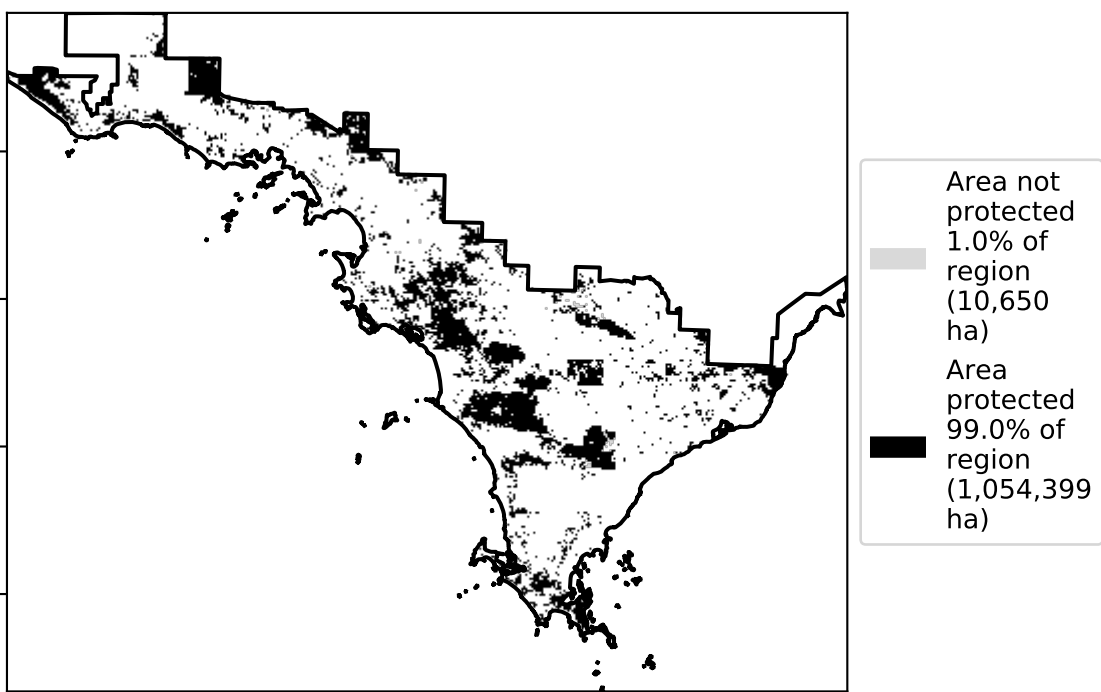 Area not
protected
1.0% of
region
(10,650
ha)
Area
protected
99.0% of
region
(1,054,399
ha)